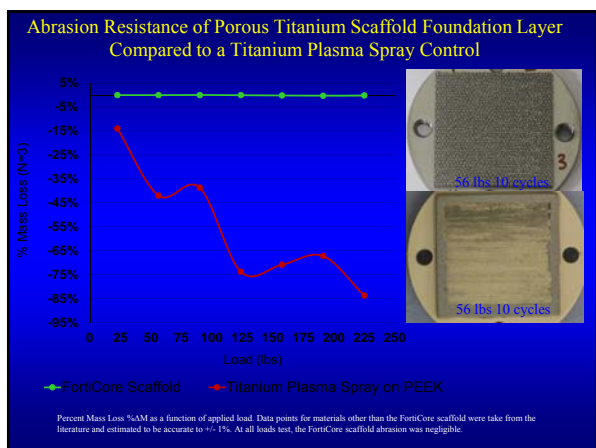 Abrasion Resistance of Porous Titanium Scaffold Foundation Layer
Compared to a Titanium Plasma Spray Control
5%
-5%
-15%
-25%
-35%
-45%
-55%
-65%
-75%
-85%
-95%
% Mass Loss (N=3)
0 25 50 75 100 125 150 175 200 225 250
Load (lbs)
FortiCore Scaffold
Titanium Plasma Spray on PEEK
3
56 lbs 10 cycles
56 lbs 10 cycles
Percent Mass Loss %ΔM as a function of applied load. Data points for materials other than the FortiCore scaffold were take from the
literature and estimated to be accurate to +/- 1%. At all loads test, the FortiCore scaffold abrasion was negligible.